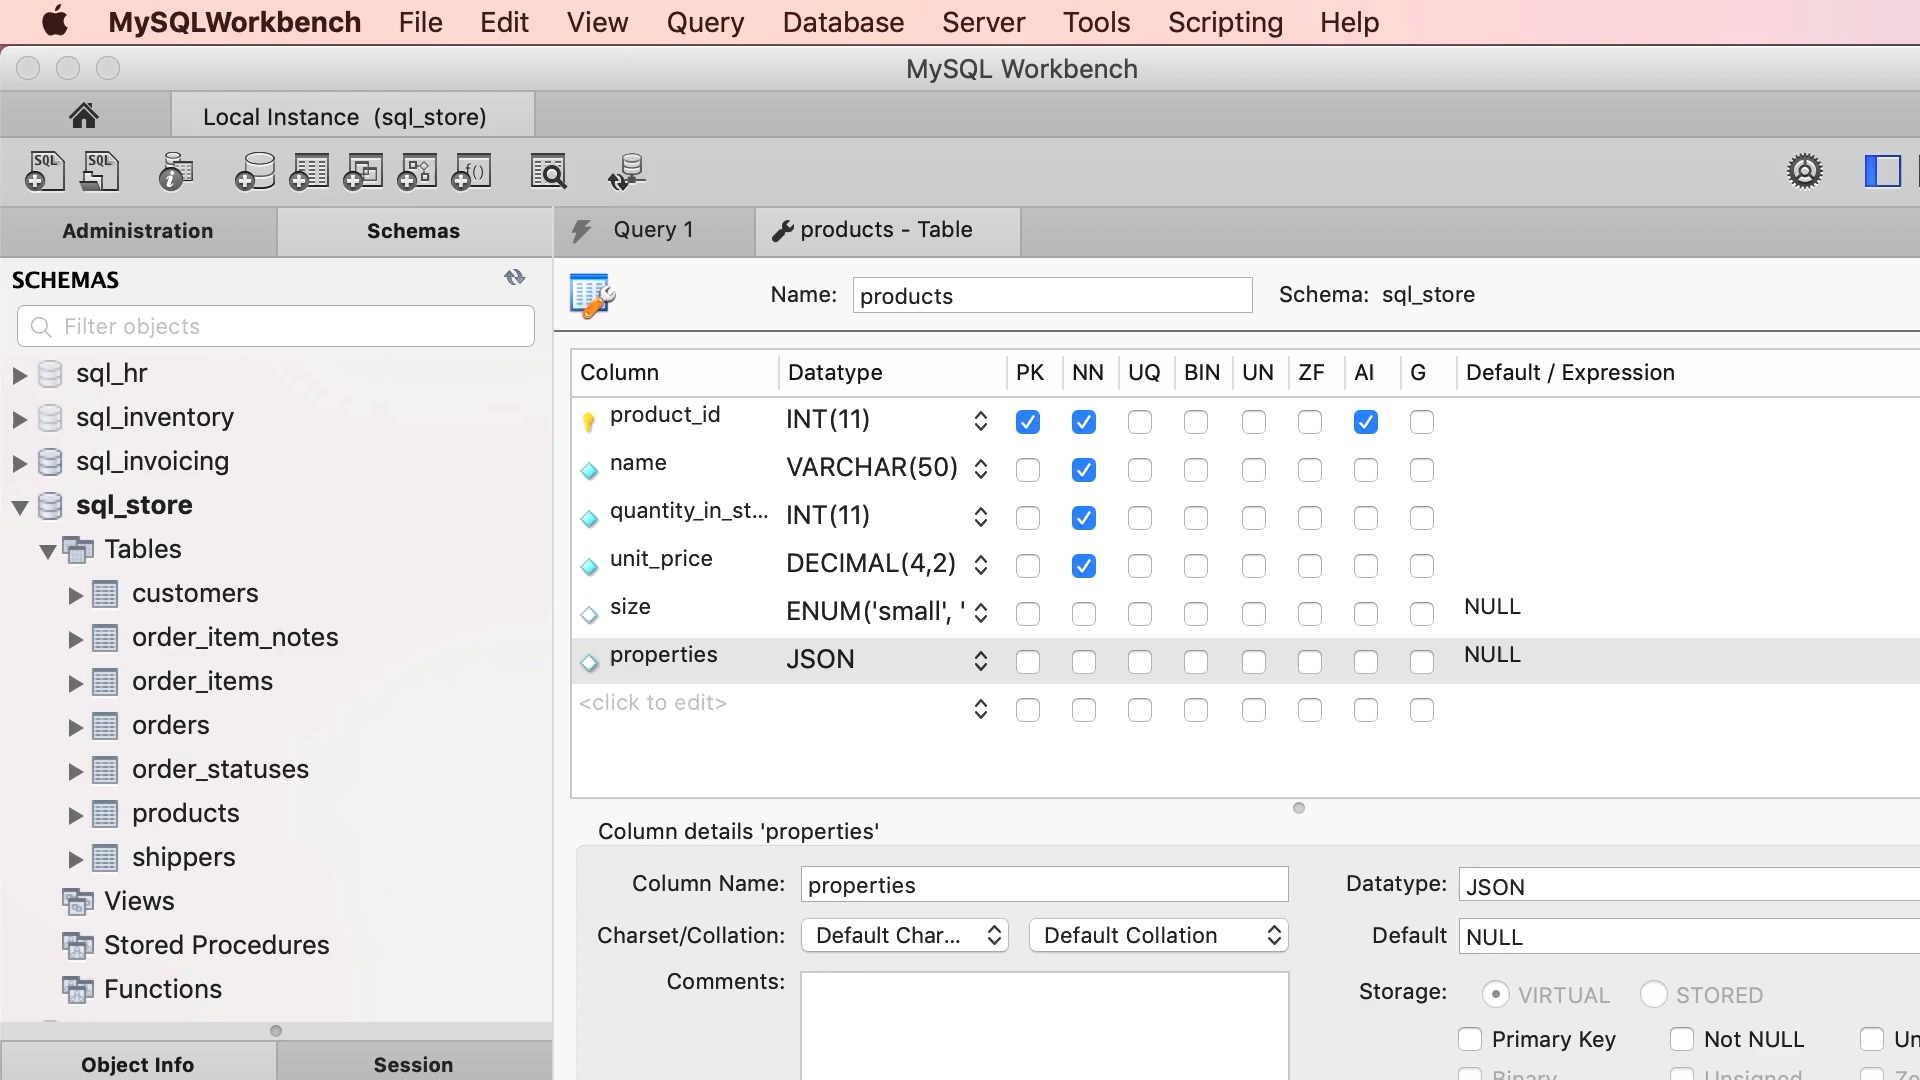 MySQLWorkbench File Edit View Query Database Server Tools Scripting Help
MySQL Workbench
Local Instance (sql_store)
SQL SQL
Administration Schemas Query 1 products - Table
SCHEMAS
Filter objects
sql_hr
sql_inventory
sql_invoicing
sql_store
Tables
customers
order_item_notes
order_items
orders
order_statuses
products
shippers
Views
Stored Procedures
Functions
Object Info Session
Name: products Schema: sql_store
Column Datatype PK NN UQ BIN UN ZF AI G Default / Expression
product_id INT(11)
name VARCHAR(50)
quantity_in_st... INT(11)
unit_price DECIMAL(4,2)
size ENUM('small', ' NULL
properties JSON NULL
<click to edit>
Column details 'properties'
Column Name: properties Datatype: JSON
Charset/Collation: Default Char... Default Collation Default NULL
Comments: Storage: VIRTUAL STORED
Primary Key Not NULL Un
Binary Unsigned Ze